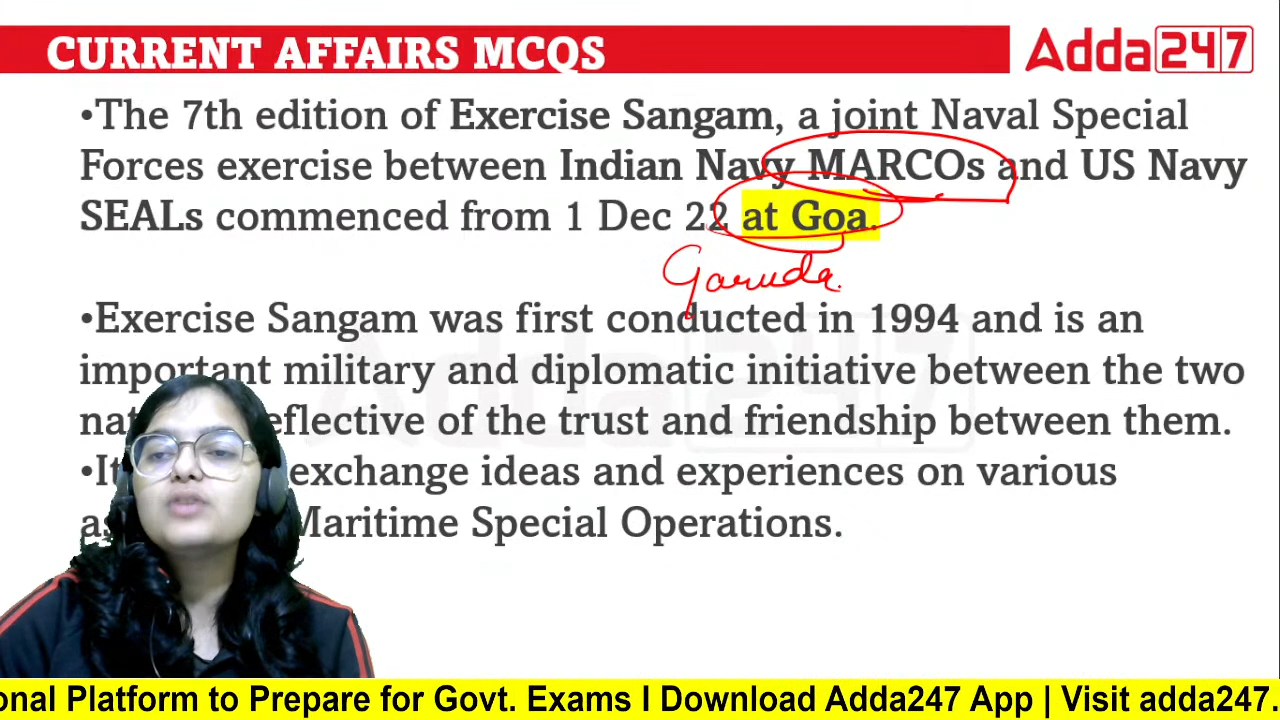 CURRENT AFFAIRS MCQS
Adda247
•The 7th edition of Exercise Sangam, a joint Naval Special
Forces exercise between Indian Navy MARCOs and US Navy
SEALs commenced from 1 Dec 22 at Goa.
Garuda.
•Exercise Sangam was first conducted in 1994 and is an
important military and diplomatic initiative between the two
eflective of the trust and friendship between them.
•It exchange ideas and experiences on various
Maritime Special Operations.
Adda247
onal Platform to Prepare for Govt. Exams I Download Adda247 App | Visit adda247.